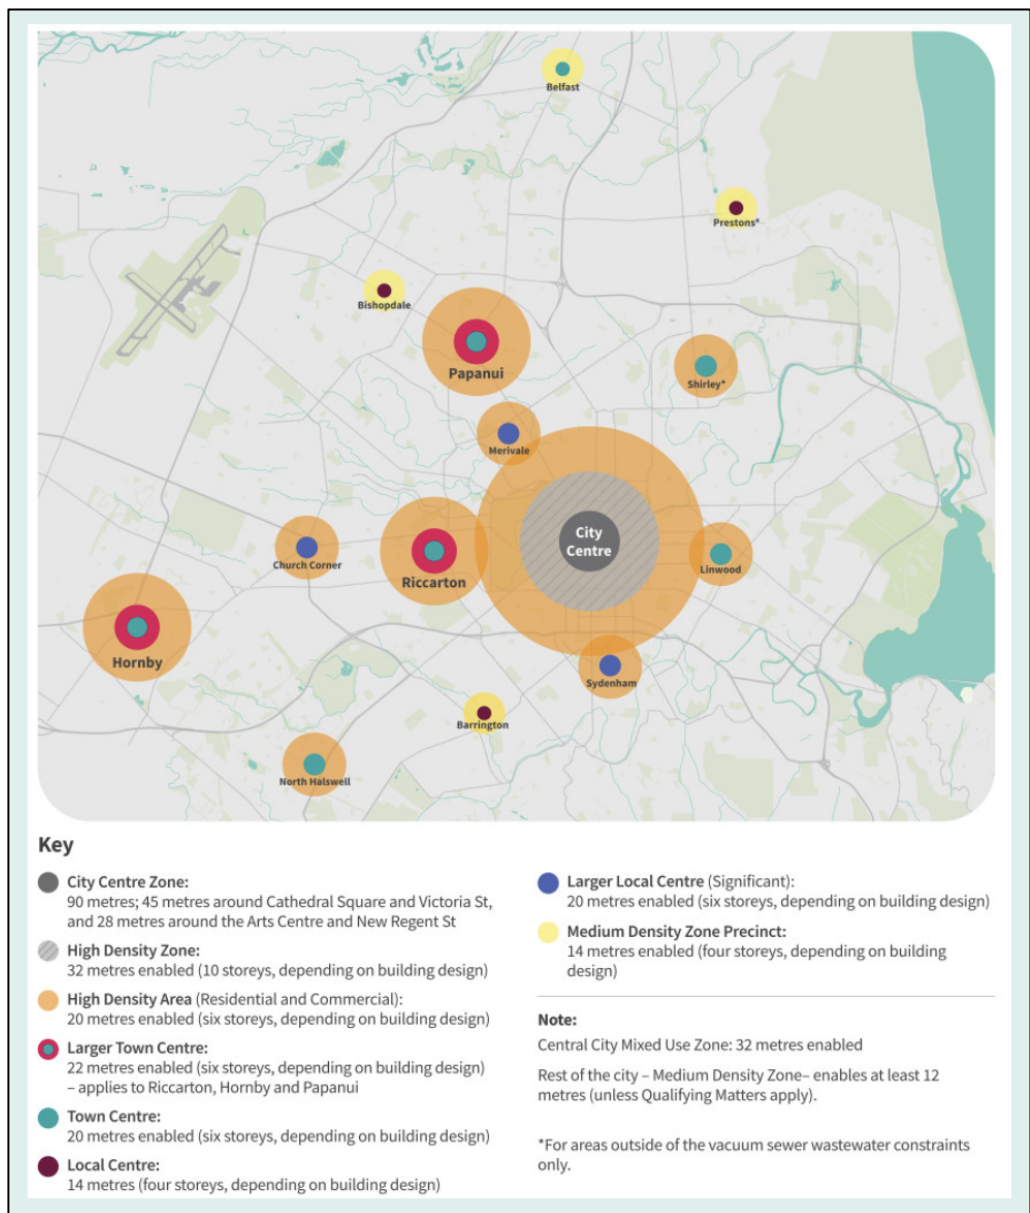 Belfast
Prestons*
Bishopdale
Papanui
Shirley*
Merivale
City
Centre
Church Corner
Riccarton
Linwood
Hornby
Sydenham
Barrington
North Halswell
Key
City Centre Zone:
90 metres; 45 metres around Cathedral Square and Victoria St,
and 28 metres around the Arts Centre and New Regent St
High Density Zone:
32 metres enabled (10 storeys, depending on building design)
High Density Area (Residential and Commercial):
20 metres enabled (six storeys, depending on building design)
Larger Town Centre:
22 metres enabled (six storeys, depending on building design)
– applies to Riccarton, Hornby and Papanui
Town Centre:
20 metres enabled (six storeys, depending on building design)
Local Centre:
14 metres (four storeys, depending on building design)
Larger Local Centre (Significant):
20 metres enabled (six storeys, depending on building design)
Medium Density Zone Precinct:
14 metres enabled (four storeys, depending on building
design)
Note:
Central City Mixed Use Zone: 32 metres enabled
Rest of the city – Medium Density Zone– enables at least 12
metres (unless Qualifying Matters apply).
*For areas outside of the vacuum sewer wastewater constraints
only.